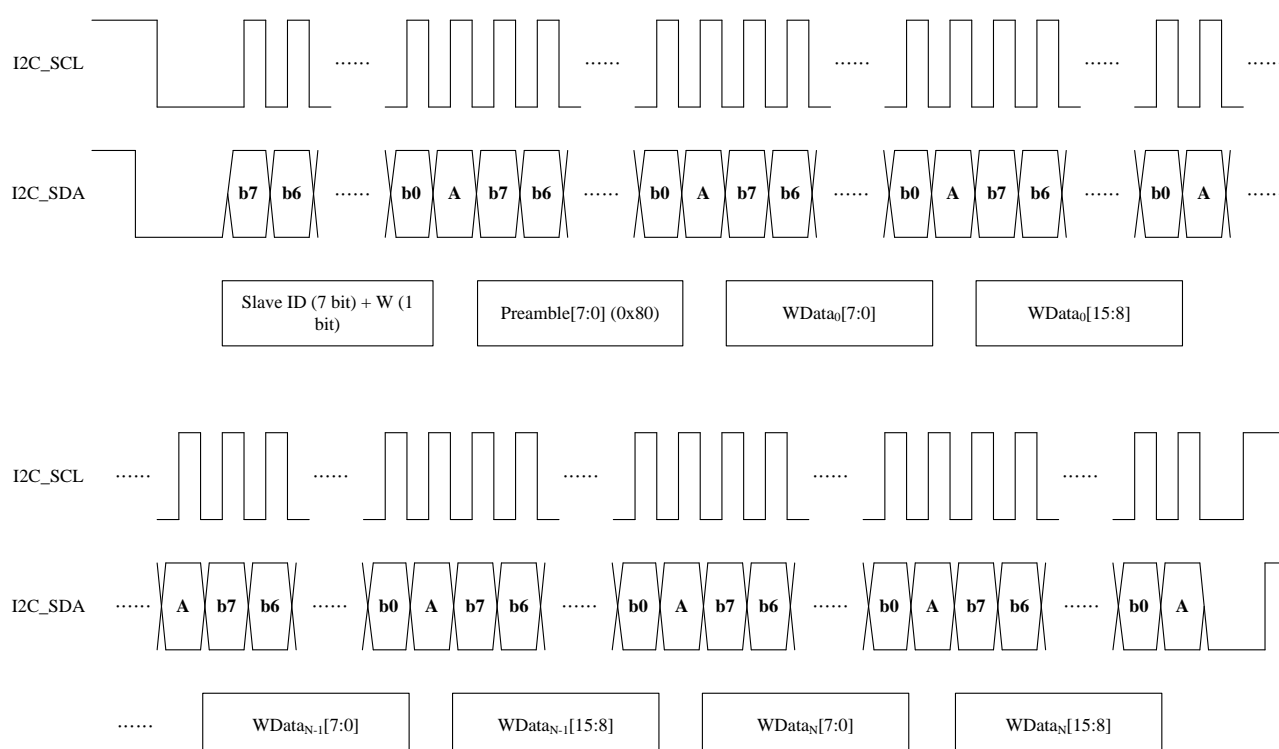 I2C_SCL ······ ······ ······ ······ ······
I2C_SDA b7 b6 ······ b0 A b7 b6 ······ b0 A b7 b6 ······ b0 A b7 b6 ······ b0 A ······
Slave ID (7 bit) + W (1
bit)
Preamble[7:0] (0x80)
WData0[7:0]
WData0[15:8]
I2C_SCL ······ ······ ······ ······ ······
I2C_SDA ······ A b7 b6 ······ b0 A b7 b6 ······ b0 A b7 b6 ······ b0 A b7 b6 ······ b0 A
······ WDataN-1[7:0]
WDataN-1[15:8]
WDataN[7:0]
WDataN[15:8]